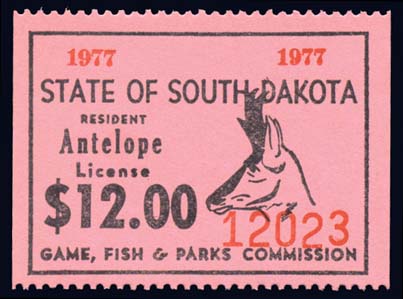 1977 1977
STATE OF SOUTH DAKOTA
RESIDENT
Antelope
License
$12.00
12023
GAME, FISH & PARKS COMMISSION